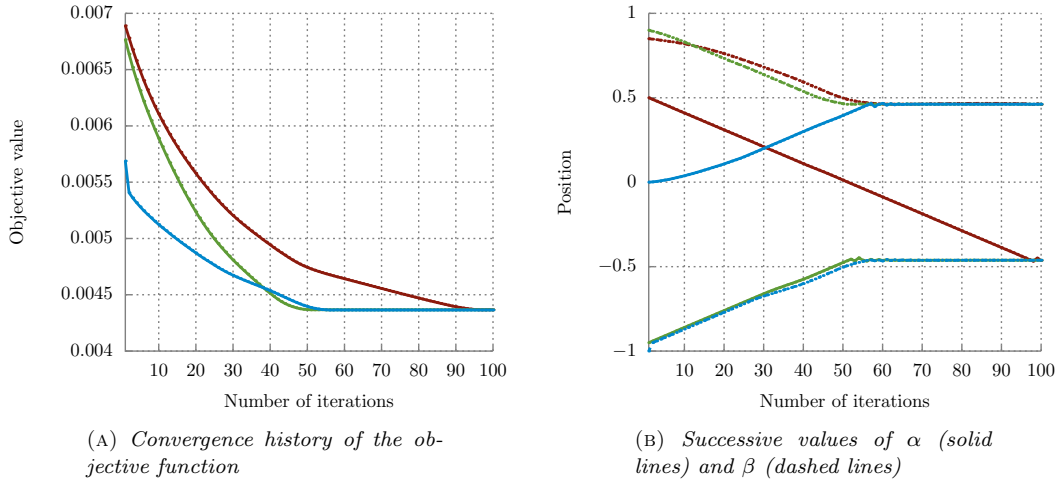 0.007
0.0065
0.006
0.0055
0.005
0.0045
0.004
10 20 30 40 50 60 70 80 90 100
Objective value
Number of iterations
(A) Convergence history of the ob-
jective function
1
0.5
0
−0.5
−1
10 20 30 40 50 60 70 80 90 100
Position
Number of iterations
(B) Successive values of α (solid
lines) and β (dashed lines)